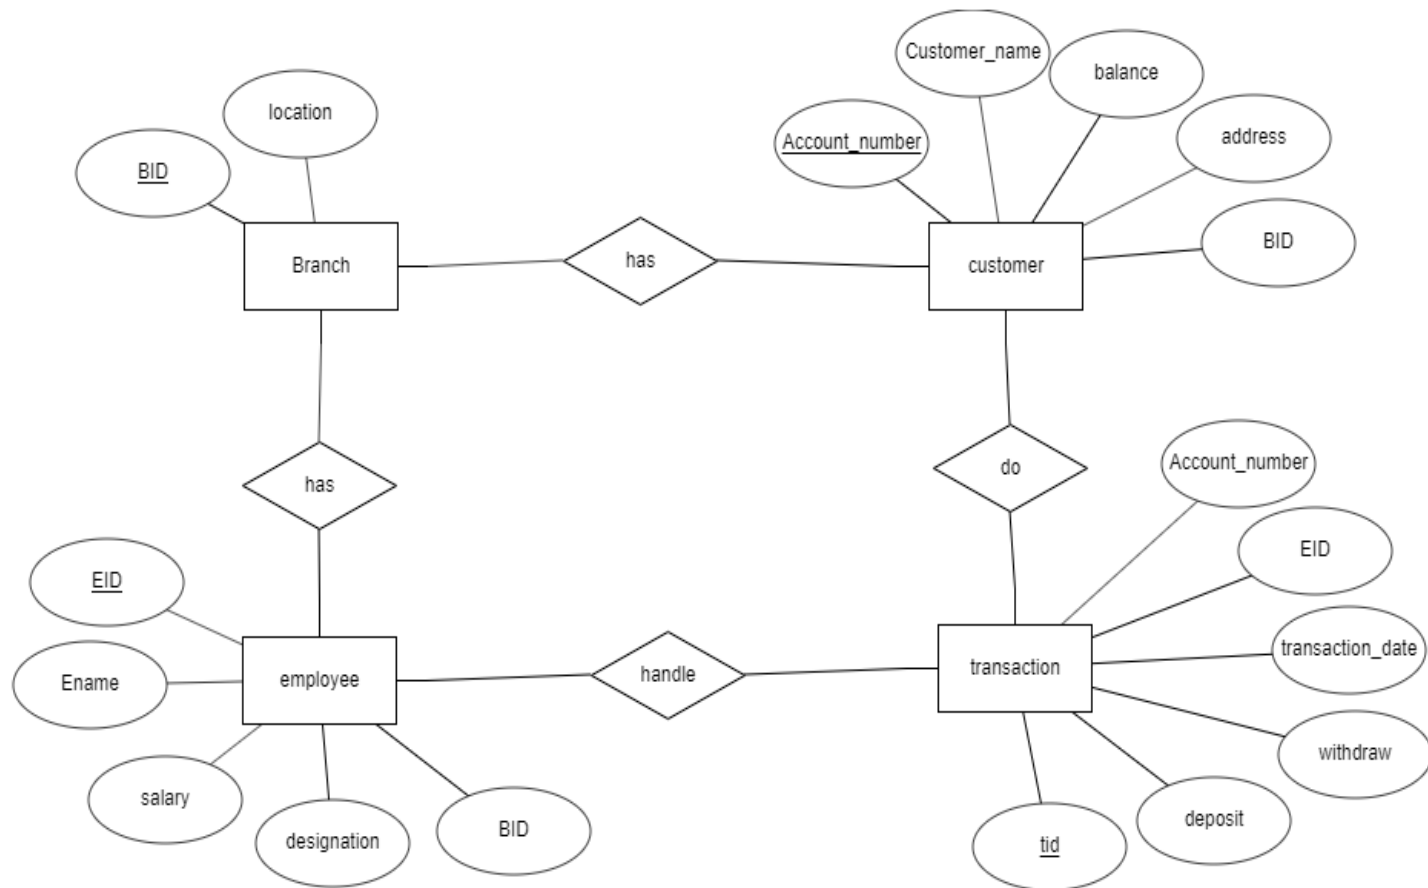 Customer_name
balance
location
address
Account_number
BID
BID
Branch
has
customer
Account_number
do
has
EID
EID
transaction_date
employee
handle
transaction
Ename
withdraw
salary
deposit
designation
BID
tid